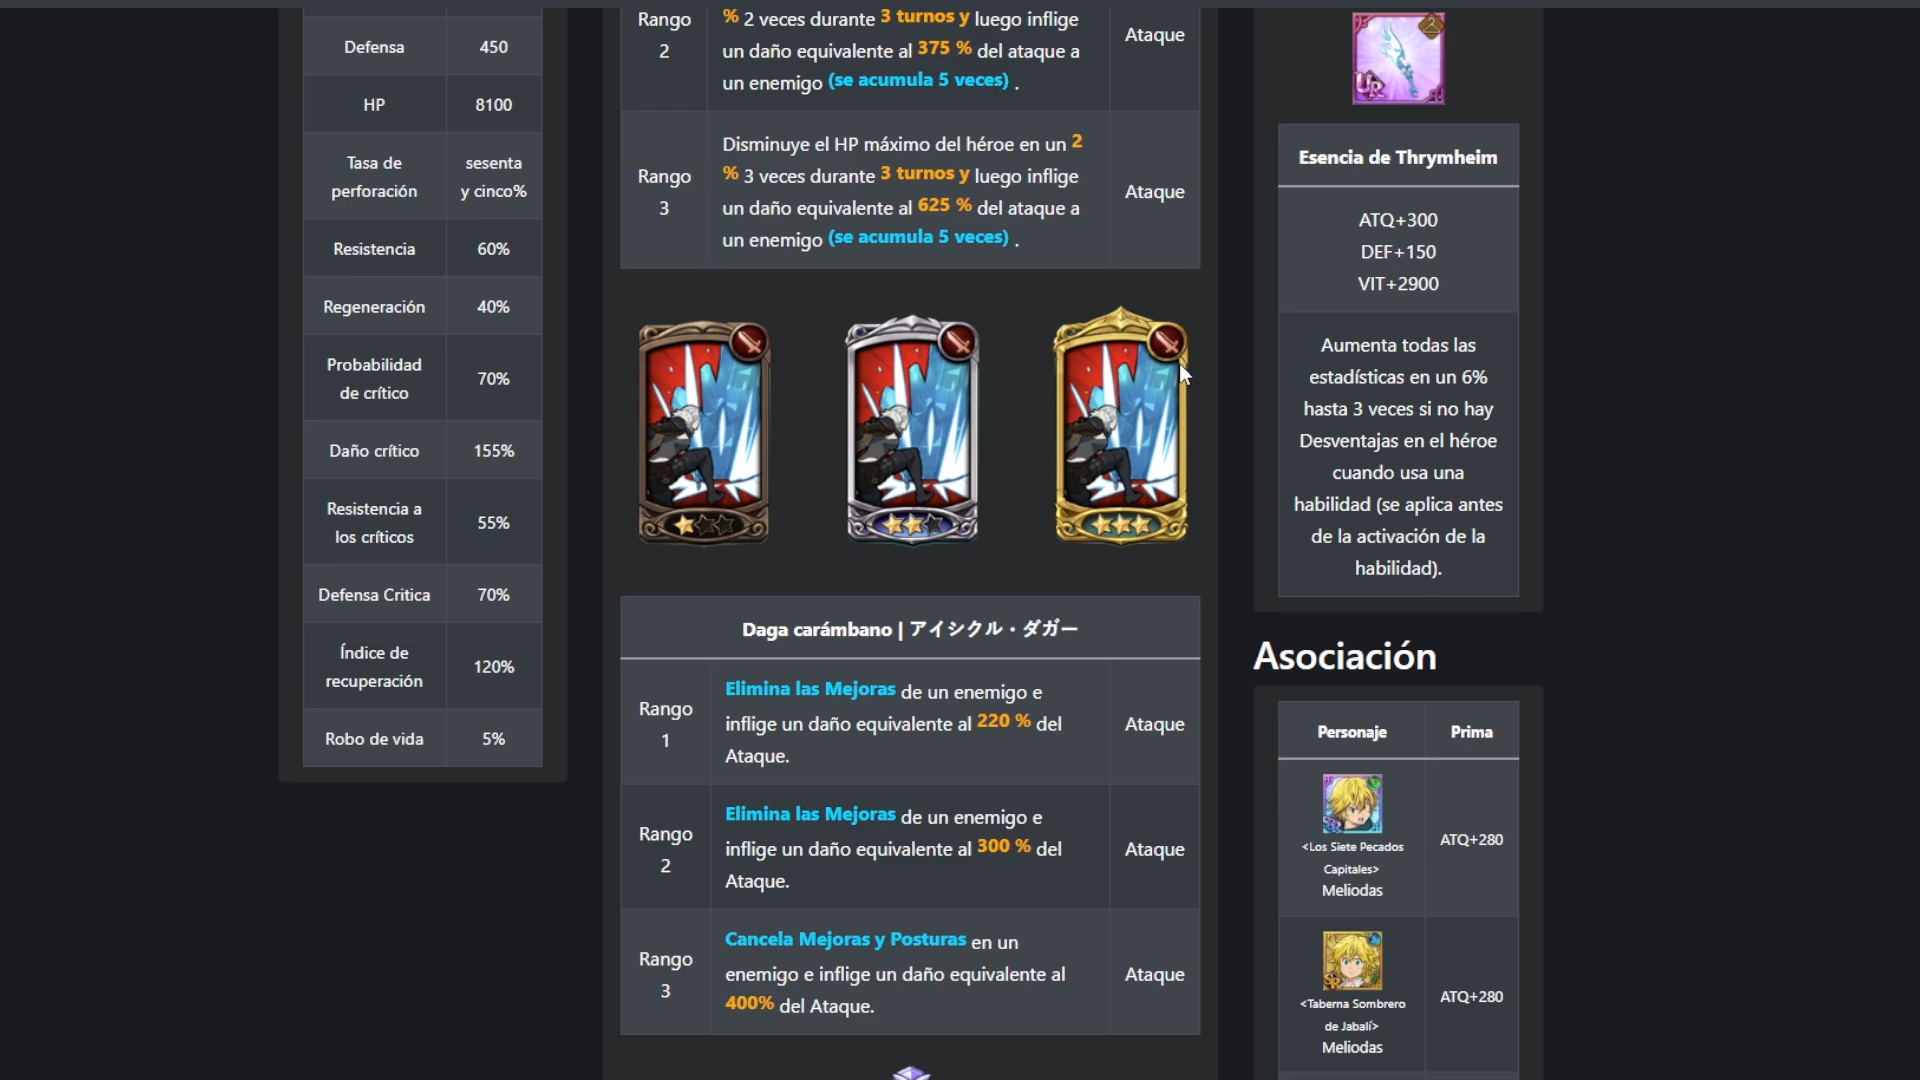 Defensa 450
HP 8100
Tasa de
perforación
sesenta
y cinco%
Resistencia 60%
Regeneración 40%
Probabilidad
de crítico
70%
Daño crítico 155%
Resistencia a
los críticos
55%
Defensa Critica 70%
Índice de
recuperación
120%
Robo de vida 5%
Rango
2
% 2 veces durante 3 turnos y luego inflige
un daño equivalente al 375 % del ataque a
un enemigo (se acumula 5 veces) .
Ataque
Rango
3
Disminuye el HP máximo del héroe en un 2
% 3 veces durante 3 turnos y luego inflige
un daño equivalente al 625 % del ataque a
un enemigo (se acumula 5 veces) .
Ataque
Daga carámbano | アイシクル・ダガー
Rango
1
Elimina las Mejoras de un enemigo e
inflige un daño equivalente al 220 % del
Ataque.
Ataque
Rango
2
Elimina las Mejoras de un enemigo e
inflige un daño equivalente al 300 % del
Ataque.
Ataque
Rango
3
Cancela Mejoras y Posturas en un
enemigo e inflige un daño equivalente al
400% del Ataque.
Ataque
UR
Esencia de Thrymheim
ATQ+300
DEF+150
VIT+2900
Aumenta todas las
estadísticas en un 6%
hasta 3 veces si no hay
Desventajas en el héroe
cuando usa una
habilidad (se aplica antes
de la activación de la
habilidad).
Asociación
Personaje Prima
<Los Siete Pecados
Capitales>
Meliodas
ATQ+280
SR
<Taberna Sombrero
de Jabalí>
Meliodas
ATQ+280